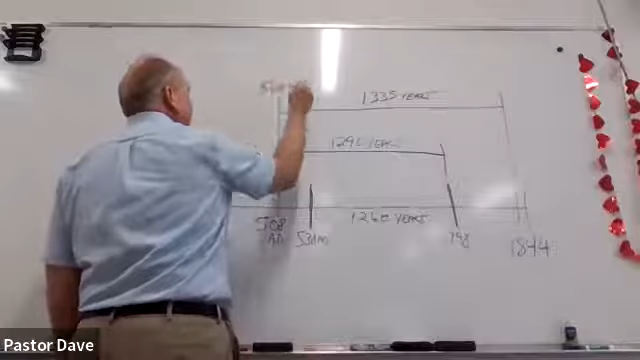 1335 YEARS
1290 YEARS
1260 YEARS
508
AD
538AD
798
1844
Pastor Dave